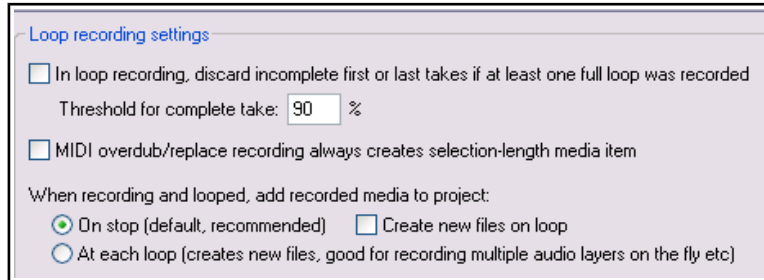 Loop recording settings
In loop recording, discard incomplete first or last takes if at least one full loop was recorded
Threshold for complete take: 90 %
MIDI overdub/replace recording always creates selection-length media item
When recording and looped, add recorded media to project:
On stop (default, recommended) Create new files on loop
At each loop (creates new files, good for recording multiple audio layers on the fly etc)